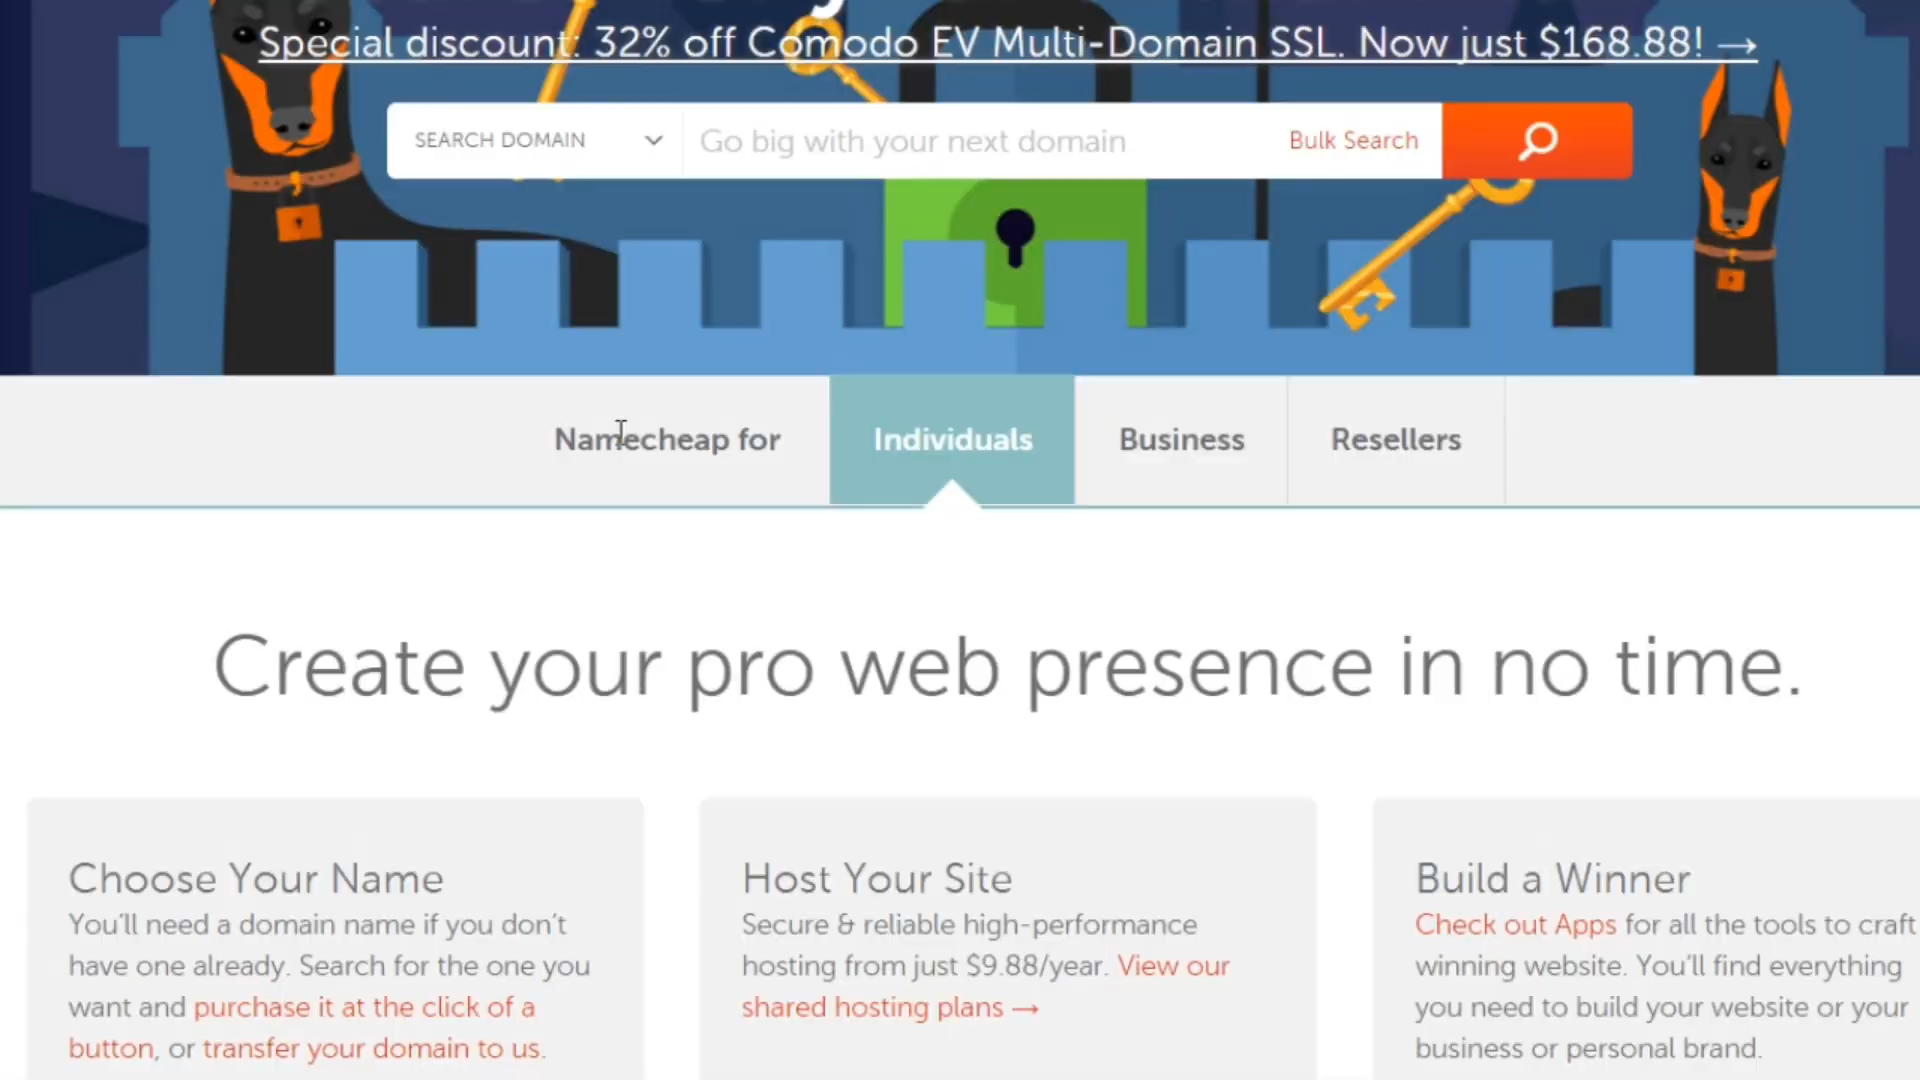 Special discount: 32% off Comodo EV Multi-Domain SSL. Now just $168.88! →
SEARCH DOMAIN
Go big with your next domain
Bulk Search
Namecheap for
Individuals
Business
Resellers
Create your pro web presence in no time.
Choose Your Name
You'll need a domain name if you don't
have one already. Search for the one you
want and purchase it at the click of a
button, or transfer your domain to us.
Host Your Site
Secure & reliable high-performance
hosting from just $9.88/year. View our
shared hosting plans →
Build a Winner
Check out Apps for all the tools to craft
winning website. You'll find everything
you need to build your website or your
business or personal brand.